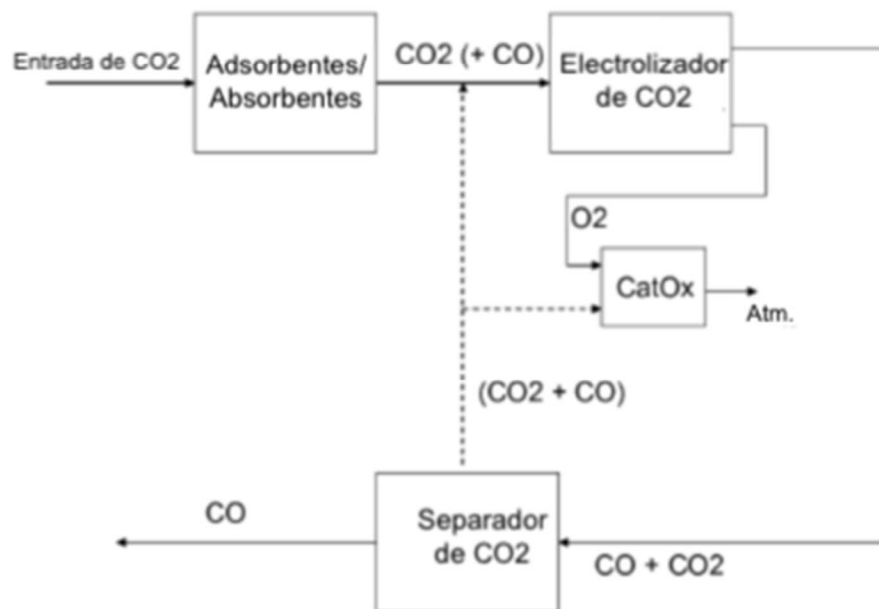 Entrada de CO2
Adsorbentes/
Absorbentes
CO2 (+ CO)
Electrolizador
de CO2
O2
CatOx
Atm.
(CO2 + CO)
CO
Separador
de CO2
CO + CO2